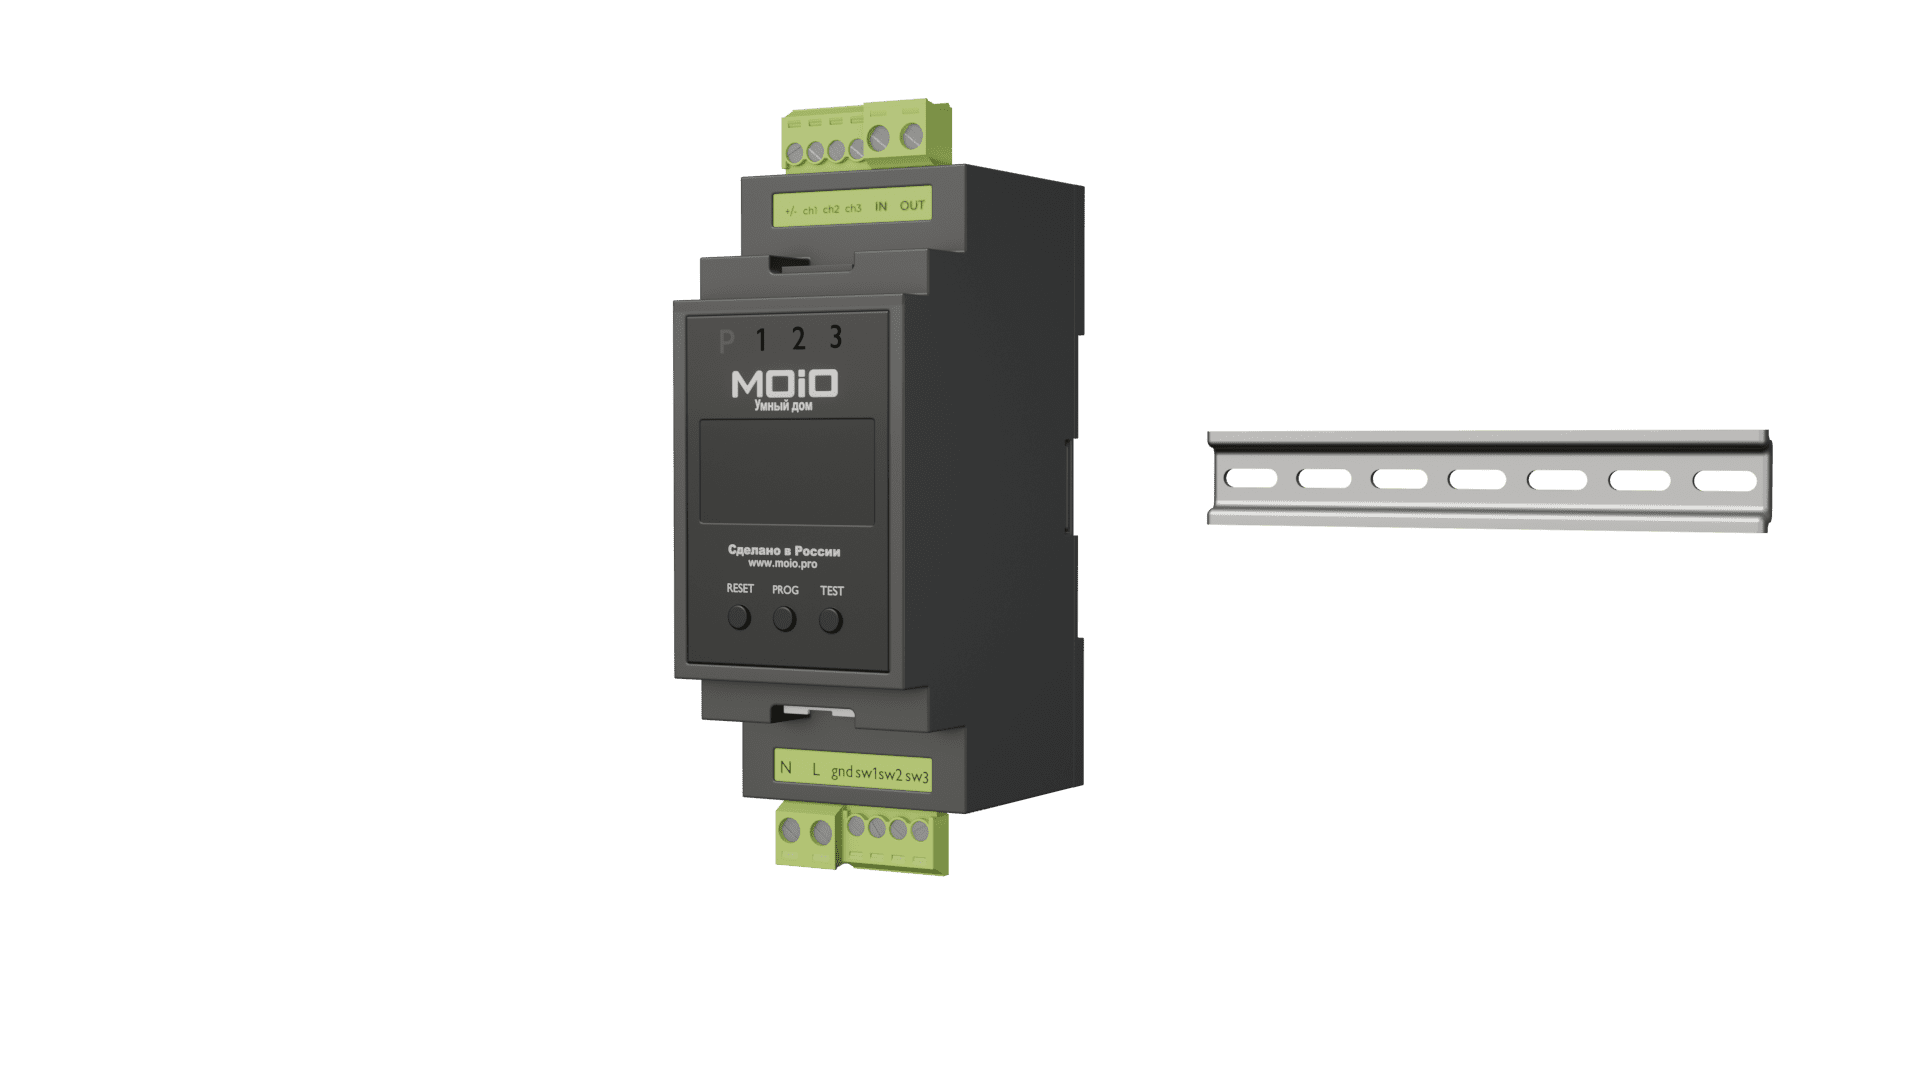 +/- ch1 ch2 ch3 IN OUT
P 1 2 3
MOiO
Умный дом
Сделано в России
www.moio.pro
RESET PROG TEST
N L gnd sw1 sw2 sw3